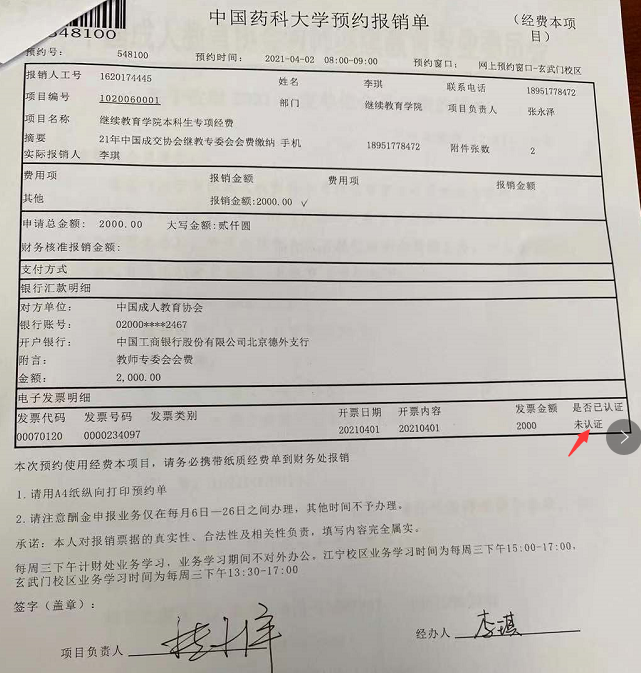 548100
中国药科大学预约报销单
（经费本项目）
预约号： 548100 预约时间： 2021-04-02 08:00-09:00 预约窗口： 网上预约窗口-玄武门校区
报销人工号 1620174445 姓名 李琪 联系电话 18951778472
项目编号 1020060001 部门 继续教育学院 项目负责人 张永泽
项目名称 继续教育学院本科生专项经费
摘要 21年中国成交协会继教专委会会费缴纳 手机 18951778472 附件张数 2
实际报销人 李琪
费用项 报销金额 费用项 报销金额
其他 报销金额:2000.00 √
申请总金额： 2000.00 大写金额:贰仟圆
财务核准报销金额:
支付方式
银行汇款明细
对方单位： 中国成人教育协会
银行账号： 02000****2467
开户银行： 中国工商银行股份有限公司北京德外支行
附言： 教师专委会会费
金额： 2,000.00
电子发票明细
发票代码 发票号码 发票类别 开票日期 开票内容 发票金额 是否已认证
00070120 0000234097 20210401 20210401 2000 未认证
本次预约使用经费本项目，请务必携带纸质经费单到财务处报销
1.请用A4纸纵向打印预约单
2.请注意酬金申报业务仅在每月6日—26日之间办理，其他时间不予办理。
承诺：本人对报销票据的真实性、合法性及相关性负责，填写内容完全属实。
每周三下午计财处业务学习，业务学习期间不对外办公。江宁校区业务学习时间为每周三下午15:00-17:00，
玄武门校区业务学习时间为每周三下午13:30-17:00
签字（盖章）：
项目负责人
经办人 李琪